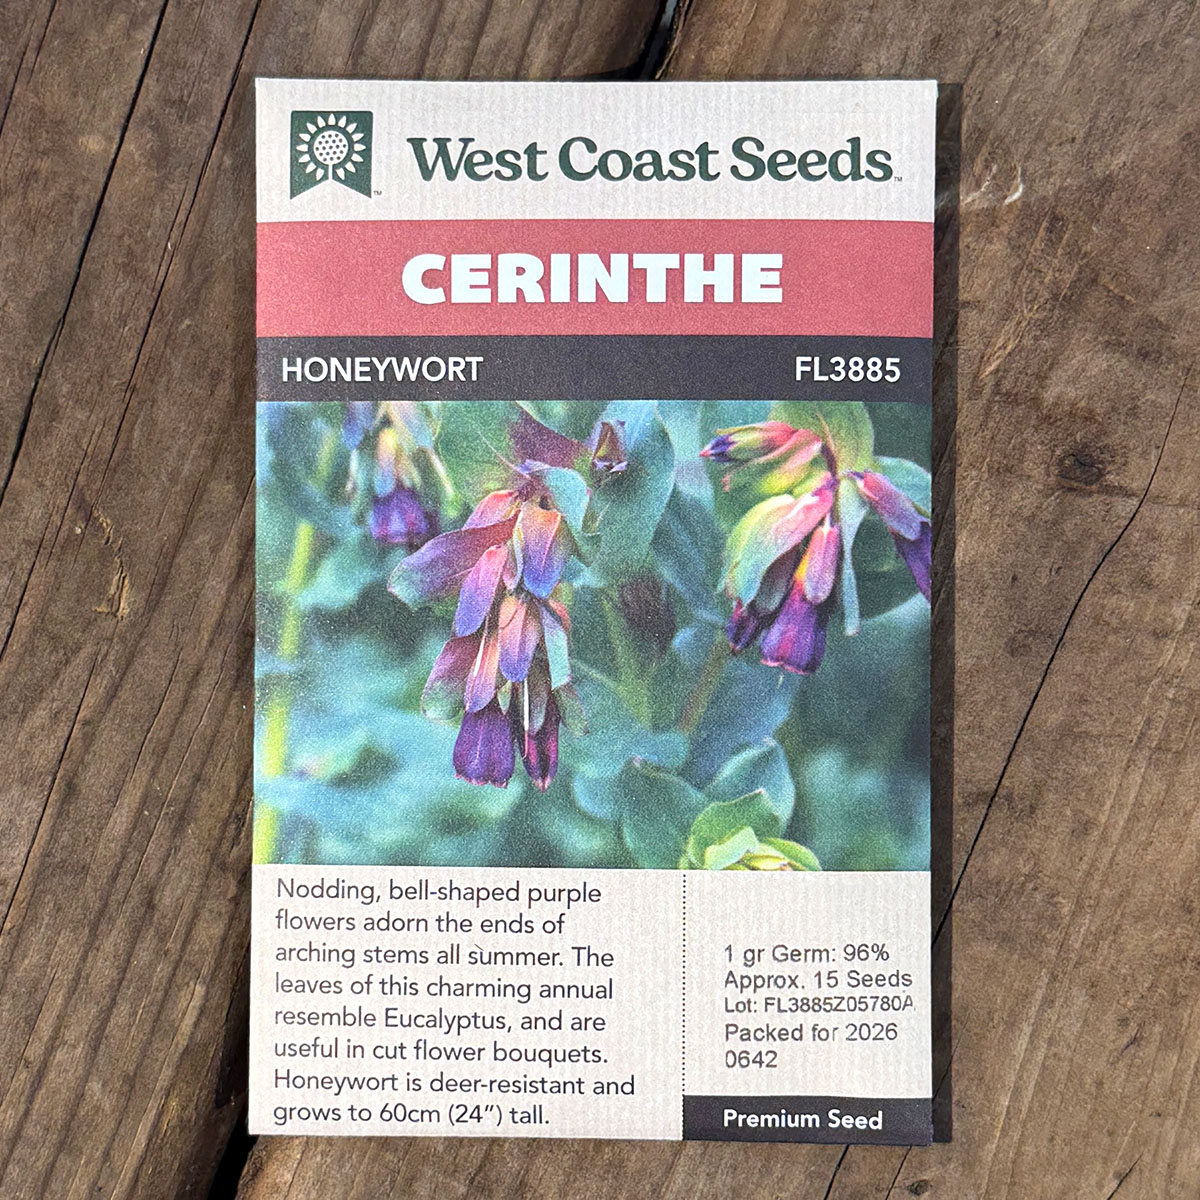 West Coast Seeds™
CERINTHE
HONEYWORT FL3885
Nodding, bell-shaped purple
flowers adorn the ends of
arching stems all summer. The
leaves of this charming annual
resemble Eucalyptus, and are
useful in cut flower bouquets.
Honeywort is deer-resistant and
grows to 60cm (24") tall.
1 gr Germ: 96%
Approx. 15 Seeds
Lot: FL3885Z05780A
Packed for 2026
0642
Premium Seed